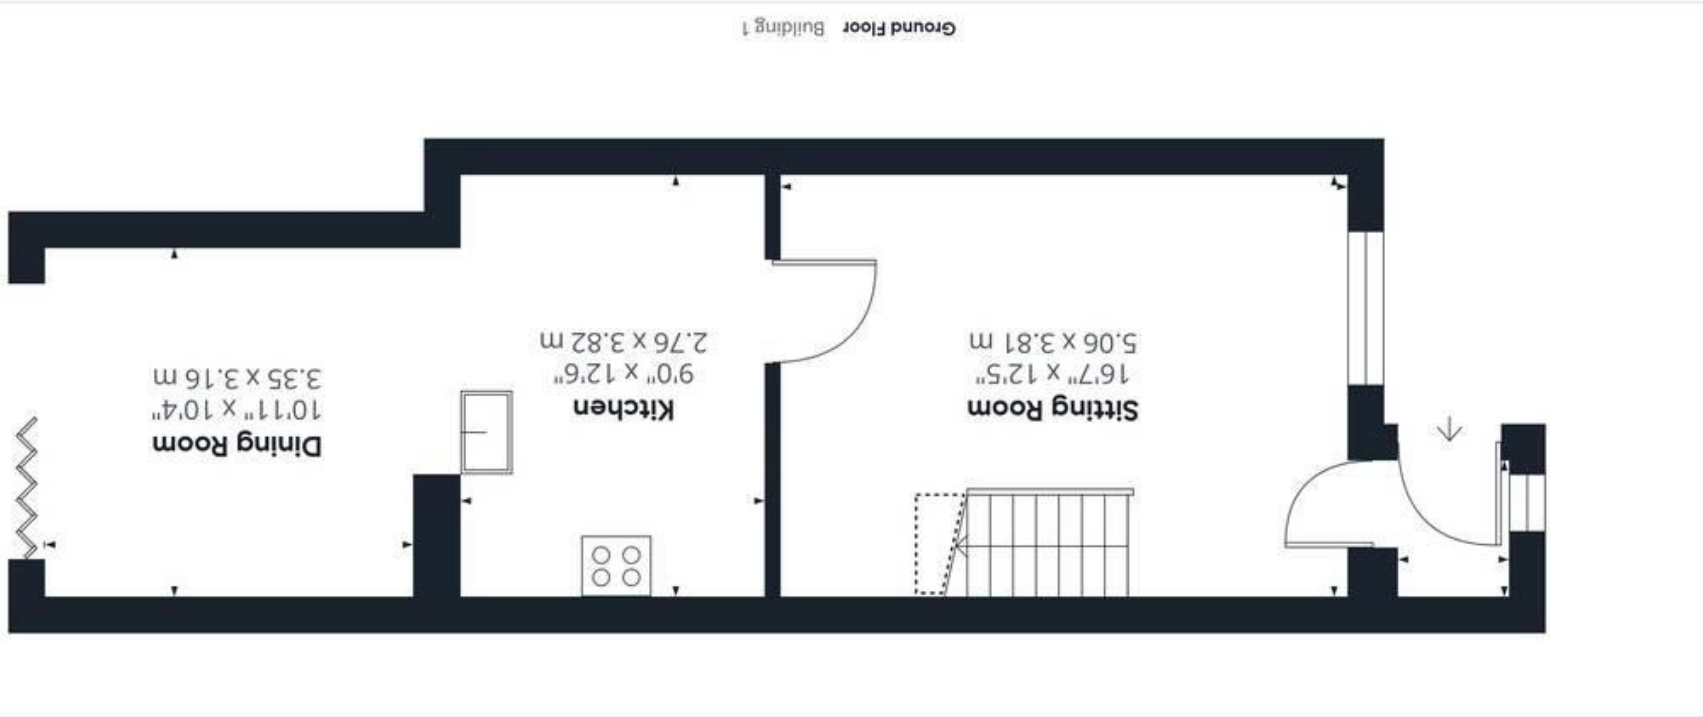 Sitting Room
16'7" x 12'5"
5.06 x 3.81 m
Kitchen
9'0" x 12'6"
2.76 x 3.82 m
Dining Room
10'11" x 10'4"
3.35 x 3.16 m
Ground Floor Building 1